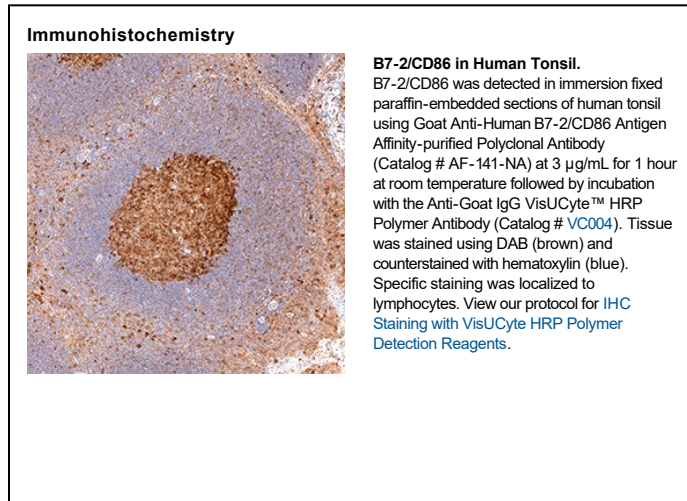 Immunohistochemistry
B7-2/CD86 in Human Tonsil.
B7-2/CD86 was detected in immersion fixed
paraffin-embedded sections of human tonsil
using Goat Anti-Human B7-2/CD86 Antigen
Affinity-purified Polyclonal Antibody
(Catalog # AF-141-NA) at 3 µg/mL for 1 hour
at room temperature followed by incubation
with the Anti-Goat IgG VisUCyte™ HRP
Polymer Antibody (Catalog # VC004). Tissue
was stained using DAB (brown) and
counterstained with hematoxylin (blue).
Specific staining was localized to
lymphocytes. View our protocol for IHC
Staining with VisUCyte HRP Polymer
Detection Reagents.